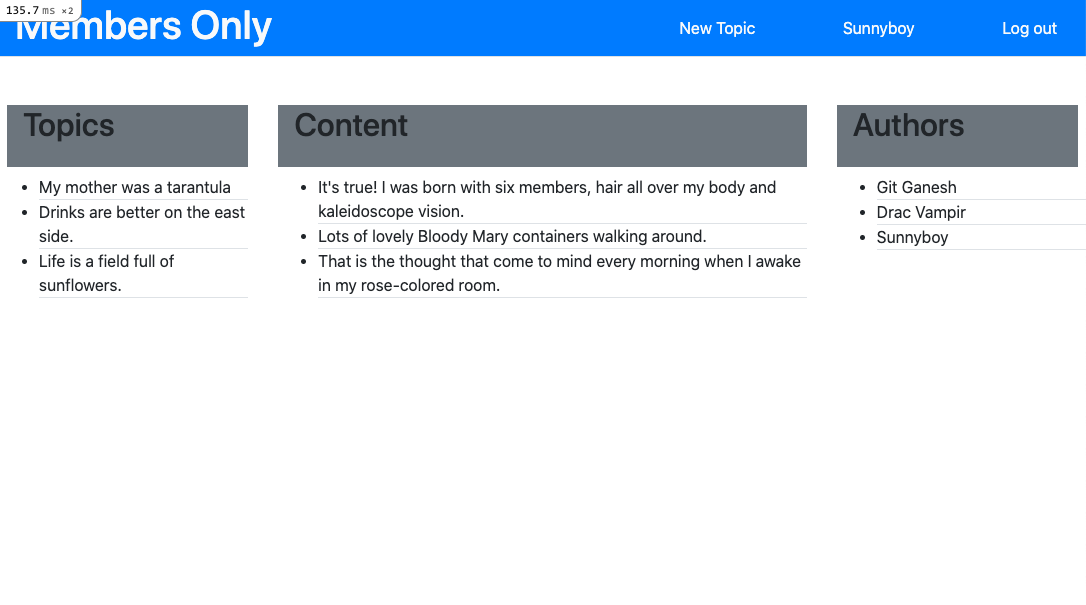 135.7 ms ×2
Members Only
New Topic
Sunnyboy
Log out
Topics
My mother was a tarantula
Drinks are better on the east
side.
Life is a field full of
sunflowers.
Content
It's true! I was born with six members, hair all over my body and
kaleidoscope vision.
Lots of lovely Bloody Mary containers walking around.
That is the thought that come to mind every morning when I awake
in my rose-colored room.
Authors
Git Ganesh
Drac Vampir
Sunnyboy